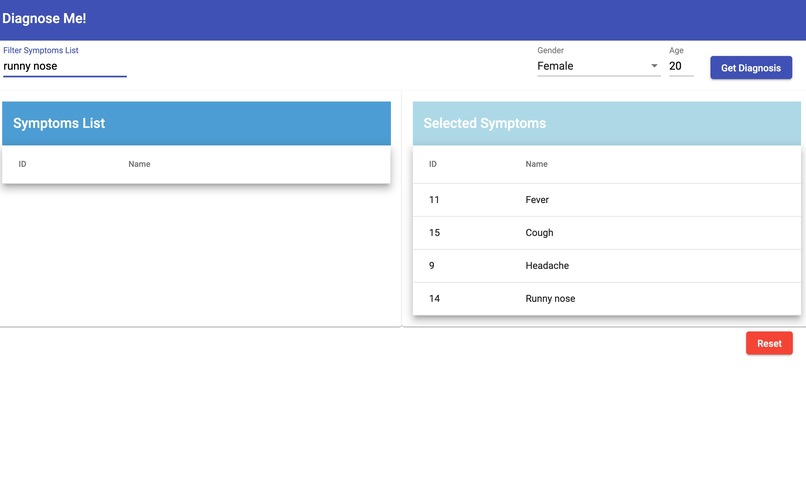 Diagnose Me!
Filter Symptoms List
runny nose
Gender
Female
Age
20
Get Diagnosis
Symptoms List
ID Name
Selected Symptoms
ID Name
11 Fever
15 Cough
9 Headache
14 Runny nose
Reset